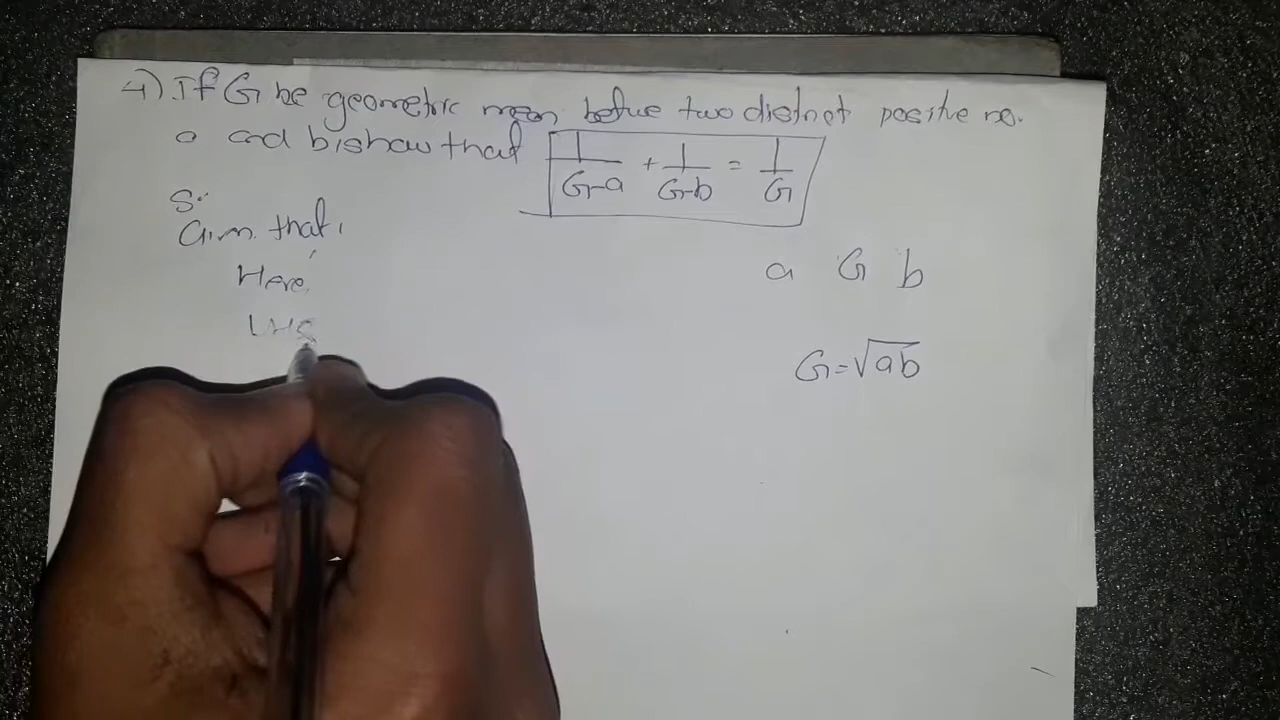 4) If G be geometric mean betwe two distnct positive no.
a and b, show that 1/G-a + 1/G-b = 1/G
Given that,
Here,
LHS
a G b
G=√ab